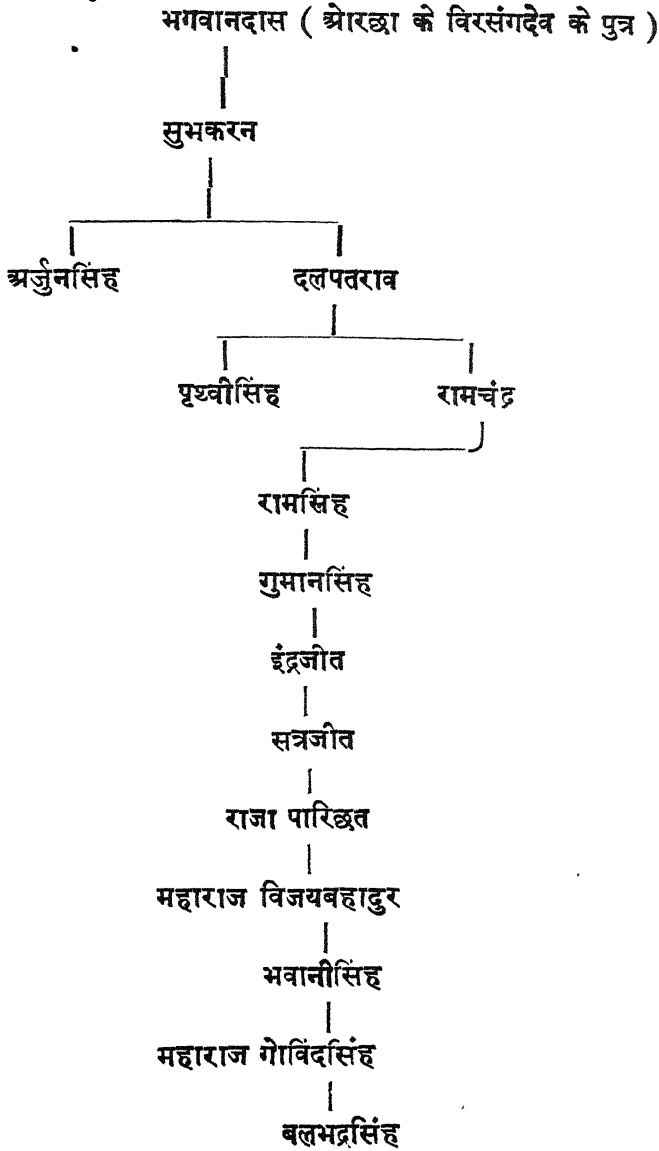 भगवानदास ( ओरछा के विरसंगदेव के पुत्र )
सुभकरन
अर्जुनसिंह दलपतराव
पृथ्वीसिंह रामचंद्र
रामसिंह
गुमानसिंह
इंद्रजीत
सत्रजीत
राजा पारिछत
महाराज विजयबहादुर
भवानीसिंह
महाराज गोविंदसिंह
बलभद्रसिंह